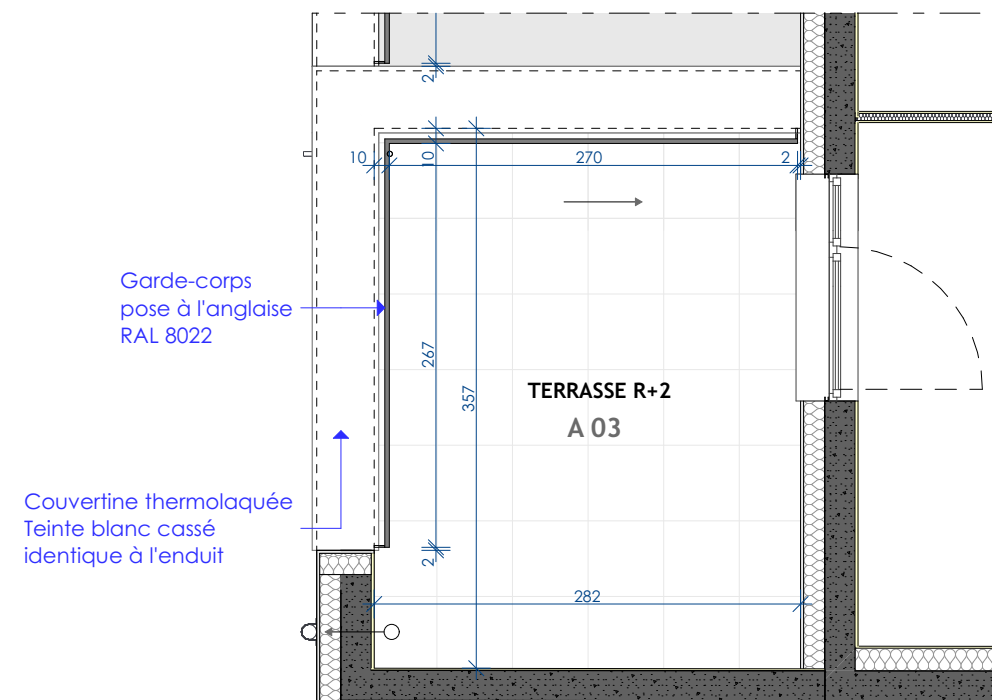 2
10
10
270
2
Garde-corps
pose à l'anglaise
RAL 8022
267
357
TERRASSE R+2
A 03
Couvertine thermolaquée
Teinte blanc cassé
identique à l'enduit
2
282